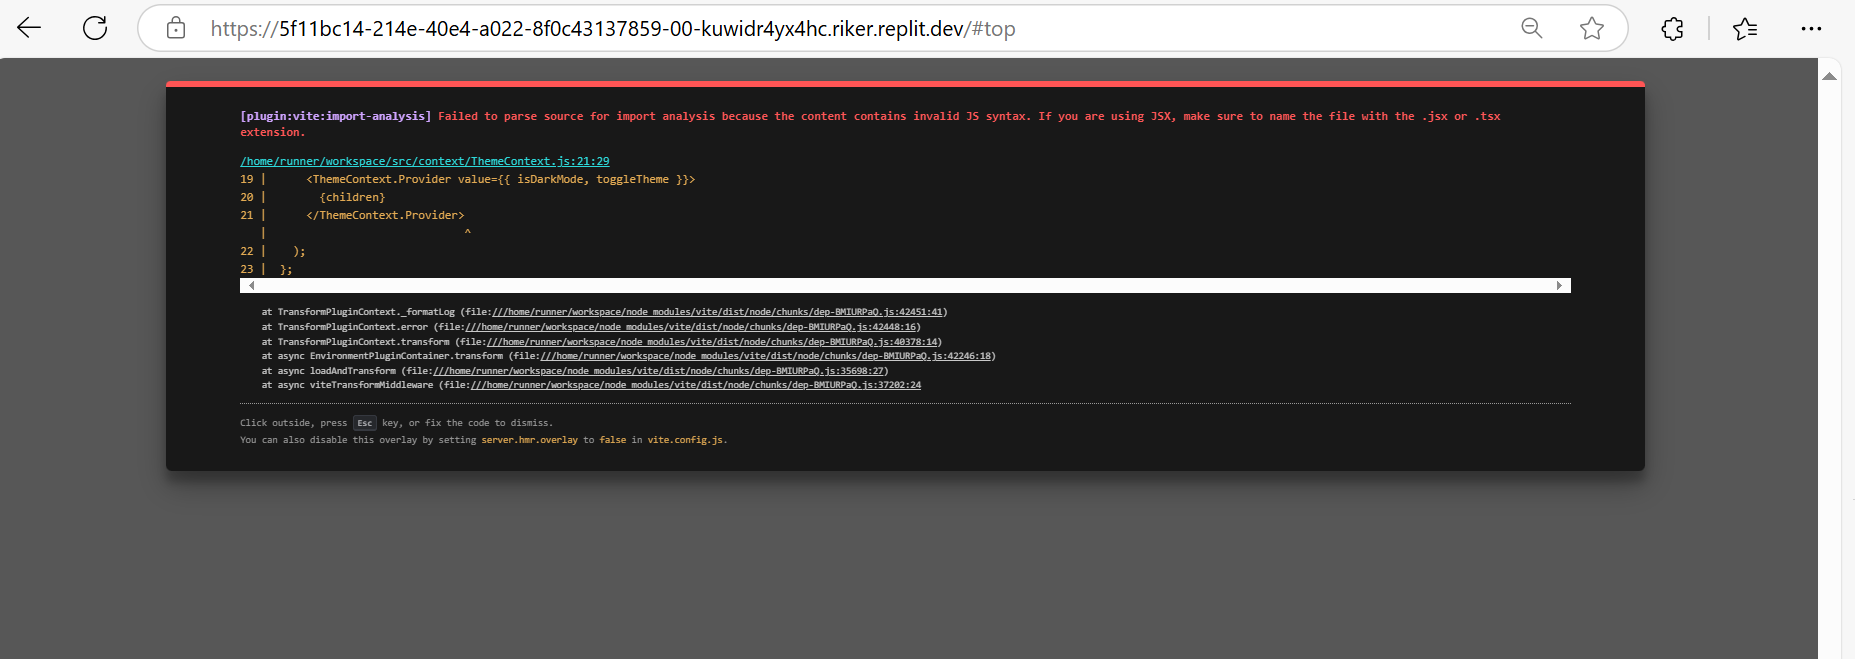 https://5f11bc14-214e-40e4-a022-8f0c43137859-00-kuwidr4yx4hc.riker.replit.dev/#top
[plugin:vite:import-analysis] Failed to parse source for import analysis because the content contains invalid JS syntax. If you are using JSX, make sure to name the file with the .jsx or .tsx
extension.
/home/runner/workspace/src/context/ThemeContext.js:21:29
19 |      <ThemeContext.Provider value={{ isDarkMode, toggleTheme }}>
20 |        {children}
21 |      </ThemeContext.Provider>
   |                              ^
22 |    );
23 |  };
at TransformPluginContext._formatLog (file:///home/runner/workspace/node_modules/vite/dist/node/chunks/dep-BMIURPaQ.js:42451:41)
at TransformPluginContext.error (file:///home/runner/workspace/node_modules/vite/dist/node/chunks/dep-BMIURPaQ.js:42448:16)
at TransformPluginContext.transform (file:///home/runner/workspace/node_modules/vite/dist/node/chunks/dep-BMIURPaQ.js:40378:14)
at async EnvironmentPluginContainer.transform (file:///home/runner/workspace/node_modules/vite/dist/node/chunks/dep-BMIURPaQ.js:42246:18)
at async loadAndTransform (file:///home/runner/workspace/node_modules/vite/dist/node/chunks/dep-BMIURPaQ.js:35698:27)
at async viteTransformMiddleware (file:///home/runner/workspace/node_modules/vite/dist/node/chunks/dep-BMIURPaQ.js:37202:24
Click outside, press Esc key, or fix the code to dismiss.
You can also disable this overlay by setting server.hmr.overlay to false in vite.config.js.